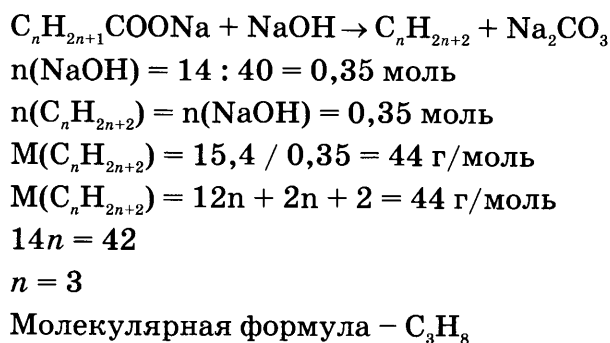 CₙH₂ₙ₊₁COONa + NaOH → CₙH₂ₙ₊₂ + Na₂CO₃
n(NaOH) = 14 : 40 = 0,35 моль
n(CₙH₂ₙ₊₂) = n(NaOH) = 0,35 моль
M(CₙH₂ₙ₊₂) = 15,4 / 0,35 = 44 г/моль
M(CₙH₂ₙ₊₂) = 12n + 2n + 2 = 44 г/моль
14n = 42
n = 3
Молекулярная формула – C₃H₈